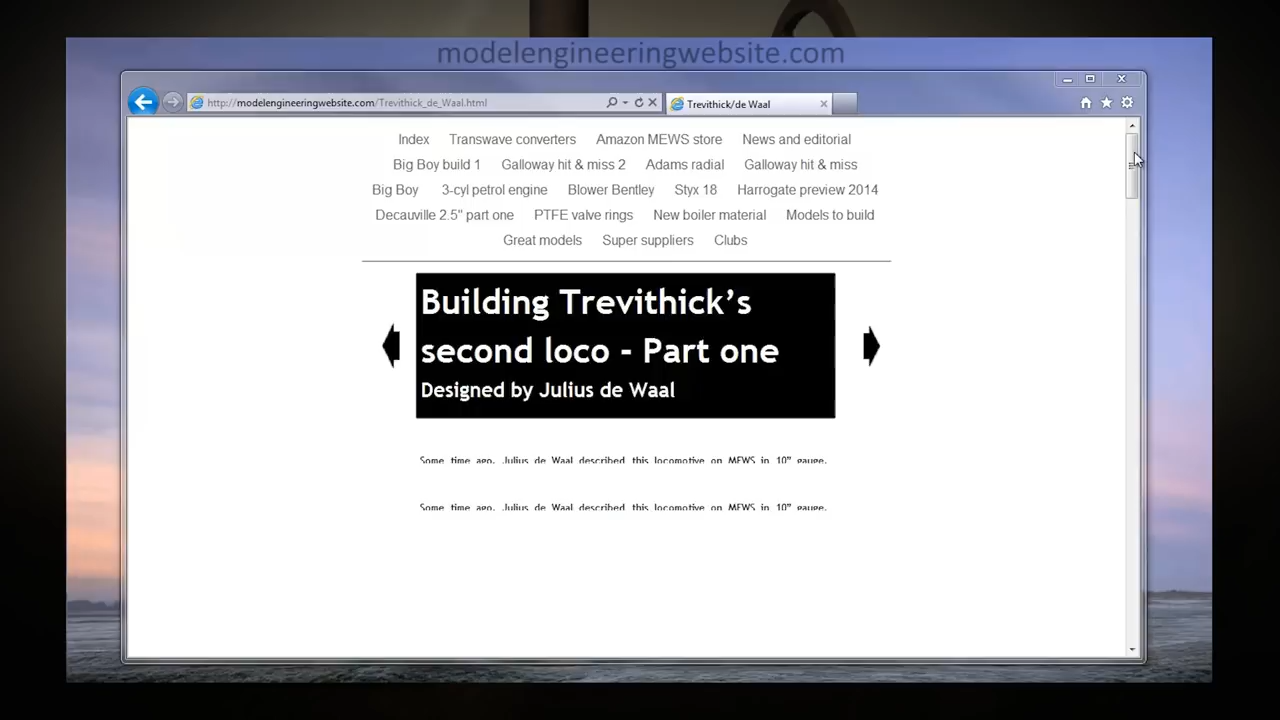 modelengineeringwebsite.com
http://modelengineeringwebsite.com/Trevithick_de_Waal.html
Trevithick/de Waal
Index Transwave converters Amazon MEWS store News and editorial
Big Boy build 1 Galloway hit & miss 2 Adams radial Galloway hit & miss
Big Boy 3-cyl petrol engine Blower Bentley Styx 18 Harrogate preview 2014
Decauville 2.5" part one PTFE valve rings New boiler material Models to build
Great models Super suppliers Clubs
Building Trevithick’s
second loco - Part one
Designed by Julius de Waal
Some time ago, Julius de Waal described this locomotive on MEWS in 10” gauge.
Some time ago, Julius de Waal described this locomotive on MEWS in 10” gauge.